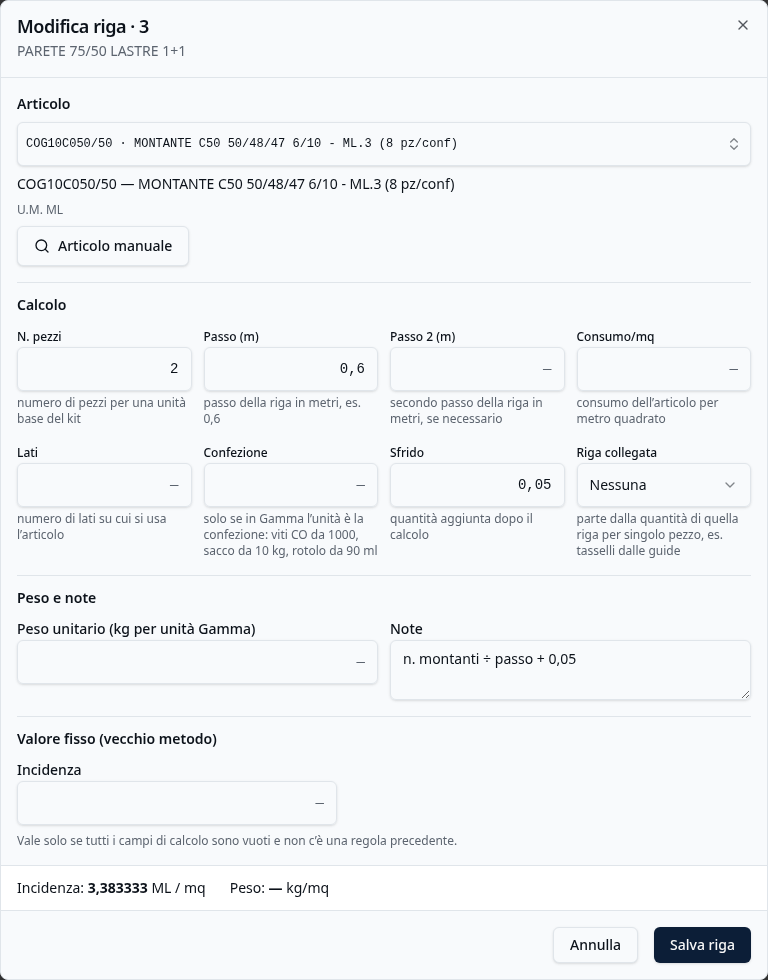 Modifica riga · 3
PARETE 75/50 LASTRE 1+1
Articolo
COG10C050/50 · MONTANTE C50 50/48/47 6/10 - ML.3 (8 pz/conf)
COG10C050/50 — MONTANTE C50 50/48/47 6/10 - ML.3 (8 pz/conf)
U.M. ML
Articolo manuale
Calcolo
N. pezzi
Passo (m)
Passo 2 (m)
Consumo/mq
2
0,6
—
—
numero di pezzi per una unità
base del kit
passo della riga in metri, es.
0,6
secondo passo della riga in
metri, se necessario
consumo dell’articolo per
metro quadrato
Lati
Confezione
Sfrido
Riga collegata
—
—
0,05
Nessuna
numero di lati su cui si usa
l’articolo
solo se in Gamma l’unità è la
confezione: viti CO da 1000,
sacco da 10 kg, rotolo da 90 ml
quantità aggiunta dopo il
calcolo
parte dalla quantità di quella
riga per singolo pezzo, es.
tasselli dalle guide
Peso e note
Peso unitario (kg per unità Gamma)
Note
—
n. montanti ÷ passo + 0,05
Valore fisso (vecchio metodo)
Incidenza
—
Vale solo se tutti i campi di calcolo sono vuoti e non c’è una regola precedente.
Incidenza: 3,383333 ML / mq
Peso: — kg/mq
Annulla
Salva riga